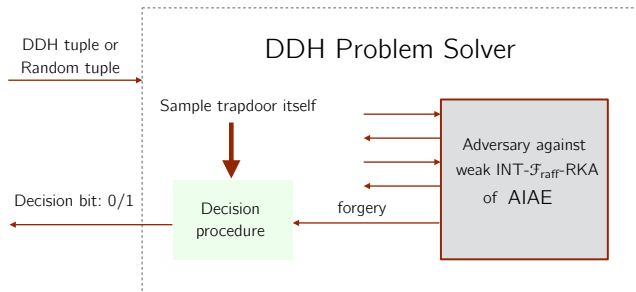 DDH tuple or
Random tuple
DDH Problem Solver
Sample trapdoor itself
Adversary against
weak INT-ℱraff-RKA
of AIAE
Decision bit: 0/1
Decision
procedure
forgery